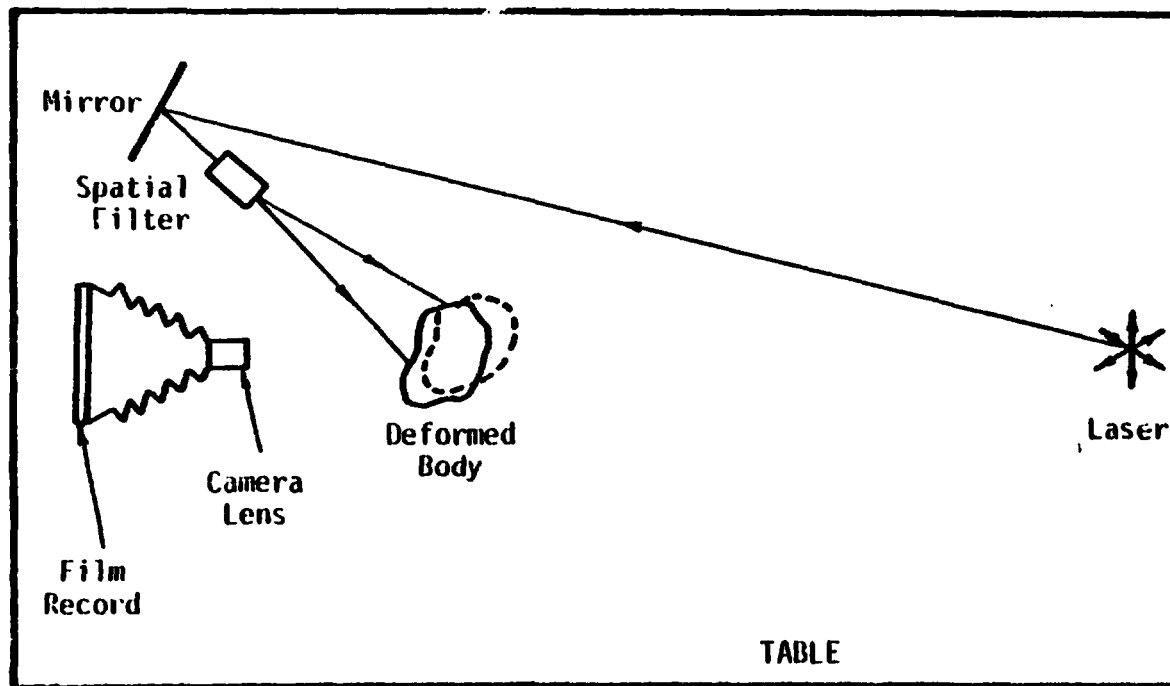 Mirror
Spatial
Filter
Deformed
Body
Laser
Camera
Lens
Film
Record
TABLE